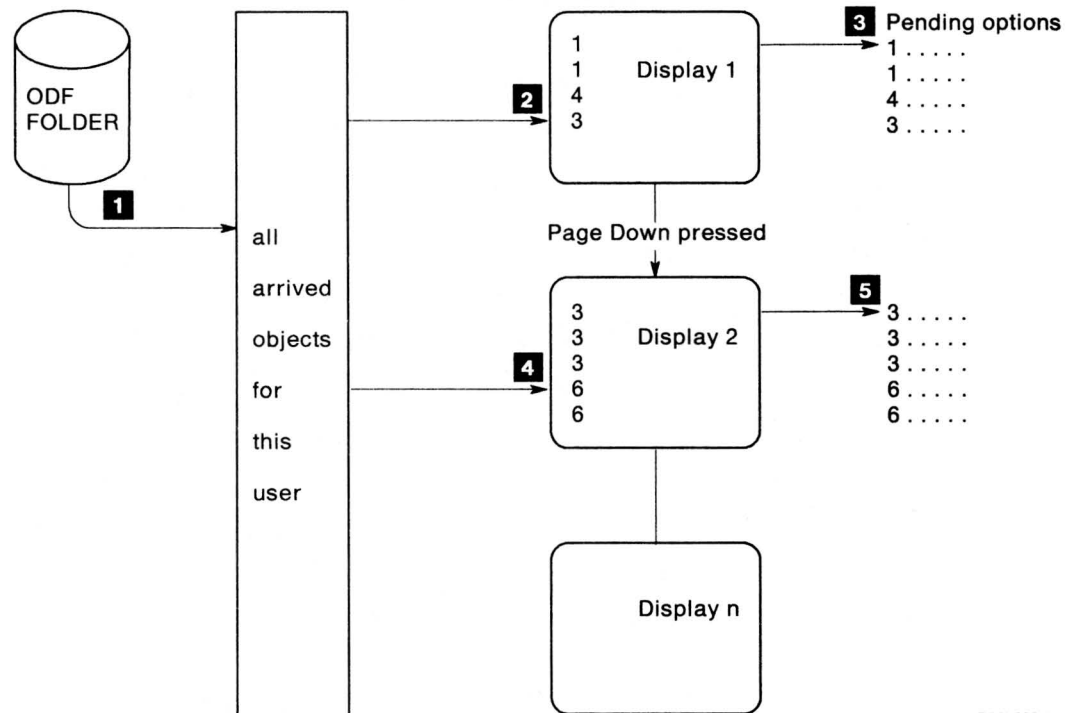 ODF
FOLDER
1
all
arrived
objects
for
this
user
2
1
1
4
3
Display 1
3 Pending options
1 . . . . .
1 . . . . .
4 . . . . .
3 . . . . .
Page Down pressed
4
3
3
3
6
6
Display 2
5
3 . . . . .
3 . . . . .
3 . . . . .
6 . . . . .
6 . . . . .
Display n